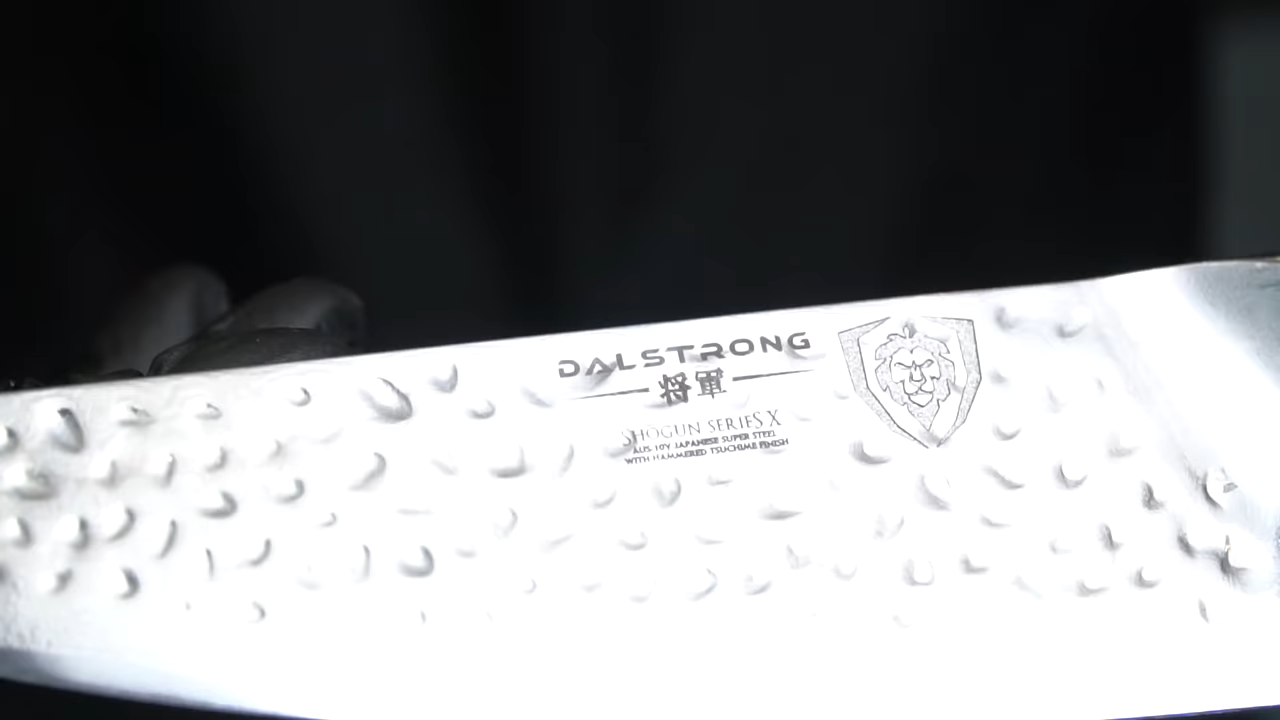 DALSTRONG
将軍
SHOGUN SERIES X
AUS-10V JAPANESE SUPER STEEL
WITH HAMMERED TSUCHIME FINISH